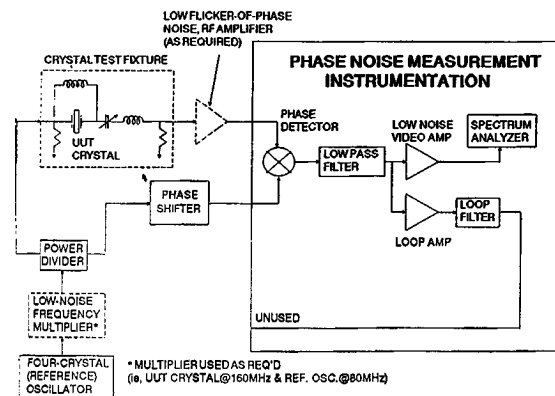 LOW FLICKER-OF-PHASE
NOISE, RF AMPLIFIER
(AS REQUIRED)
CRYSTAL TEST FIXTURE
UUT
CRYSTAL
PHASE NOISE MEASUREMENT
INSTRUMENTATION
PHASE
DETECTOR
LOW NOISE
VIDEO AMP
SPECTRUM
ANALYZER
LOW PASS
FILTER
PHASE
SHIFTER
LOOP
FILTER
LOOP AMP
POWER
DIVIDER
LOW-NOISE
FREQUENCY
MULTIPLIER*
UNUSED
FOUR-CRYSTAL
(REFERENCE)
OSCILLATOR
* MULTIPLIER USED AS REQ'D
(ie, UUT CRYSTAL@160MHz & REF. OSC.@80MHz)